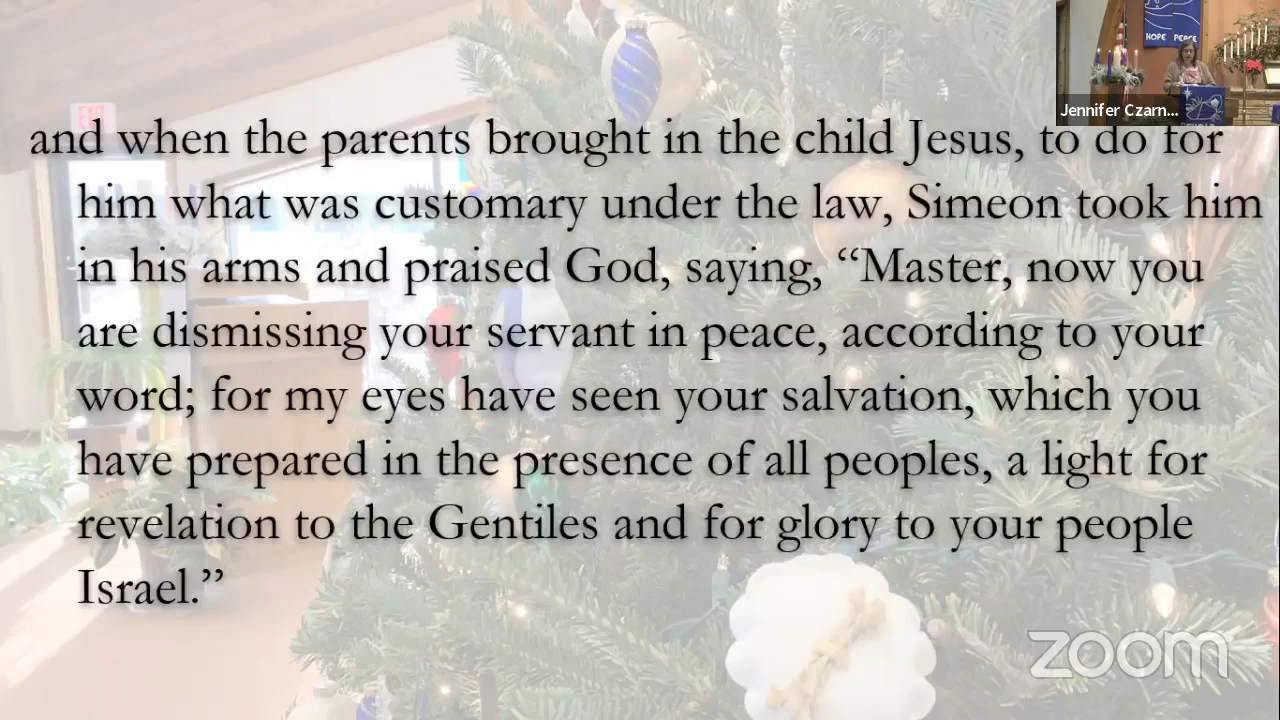 HOPE PEACE
Jennifer Czarn...
and when the parents brought in the child Jesus, to do for
him what was customary under the law, Simeon took him
in his arms and praised God, saying, “Master, now you
are dismissing your servant in peace, according to your
word; for my eyes have seen your salvation, which you
have prepared in the presence of all peoples, a light for
revelation to the Gentiles and for glory to your people
Israel.”
zoom